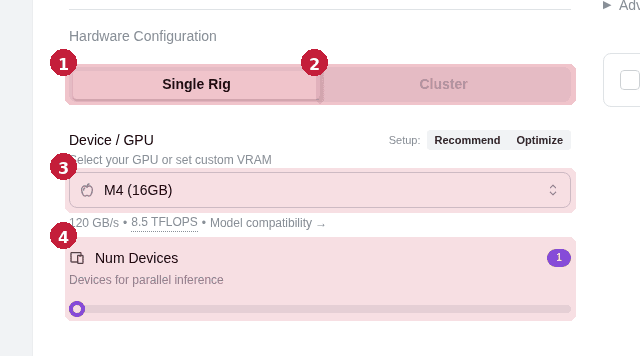 Adv
Hardware Configuration
1
2
Single Rig
Cluster
Device / GPU
Setup:
Recommend
Optimize
Select your GPU or set custom VRAM
3
M4 (16GB)
120 GB/s • 8.5 TFLOPS • Model compatibility →
4
Num Devices
1
Devices for parallel inference